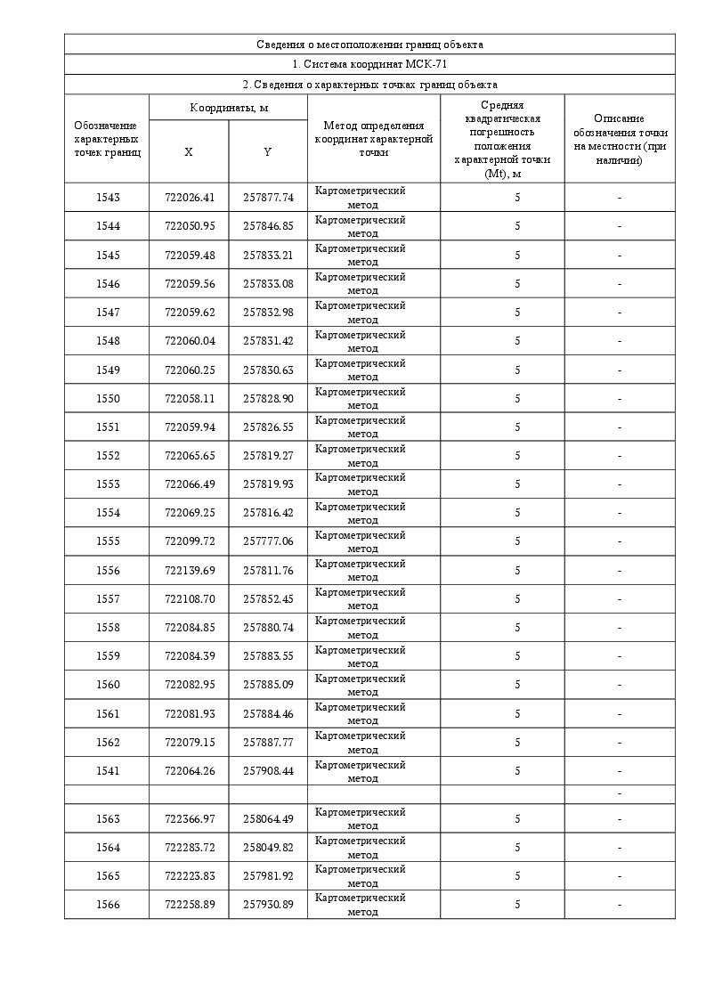 Сведения о местоположении границ объекта
1. Система координат МСК-71
2. Сведения о характерных точках границ объекта
Обозначение характерных точек границ
Координаты, м
X
Y
Метод определения координат характерной точки
Средняя квадратическая погрешность положения характерной точки (Mt), м
Описание обозначения точки на местности (при наличии)
1543 722026.41 257877.74 Картометрический метод 5 -
1544 722050.95 257846.85 Картометрический метод 5 -
1545 722059.48 257833.21 Картометрический метод 5 -
1546 722059.56 257833.08 Картометрический метод 5 -
1547 722059.62 257832.98 Картометрический метод 5 -
1548 722060.04 257831.42 Картометрический метод 5 -
1549 722060.25 257830.63 Картометрический метод 5 -
1550 722058.11 257828.90 Картометрический метод 5 -
1551 722059.94 257826.55 Картометрический метод 5 -
1552 722065.65 257819.27 Картометрический метод 5 -
1553 722066.49 257819.93 Картометрический метод 5 -
1554 722069.25 257816.42 Картометрический метод 5 -
1555 722099.72 257777.06 Картометрический метод 5 -
1556 722139.69 257811.76 Картометрический метод 5 -
1557 722108.70 257852.45 Картометрический метод 5 -
1558 722084.85 257880.74 Картометрический метод 5 -
1559 722084.39 257883.55 Картометрический метод 5 -
1560 722082.95 257885.09 Картометрический метод 5 -
1561 722081.93 257884.46 Картометрический метод 5 -
1562 722079.15 257887.77 Картометрический метод 5 -
1541 722064.26 257908.44 Картометрический метод 5 -
-
1563 722366.97 258064.49 Картометрический метод 5 -
1564 722283.72 258049.82 Картометрический метод 5 -
1565 722223.83 257981.92 Картометрический метод 5 -
1566 722258.89 257930.89 Картометрический метод 5 -